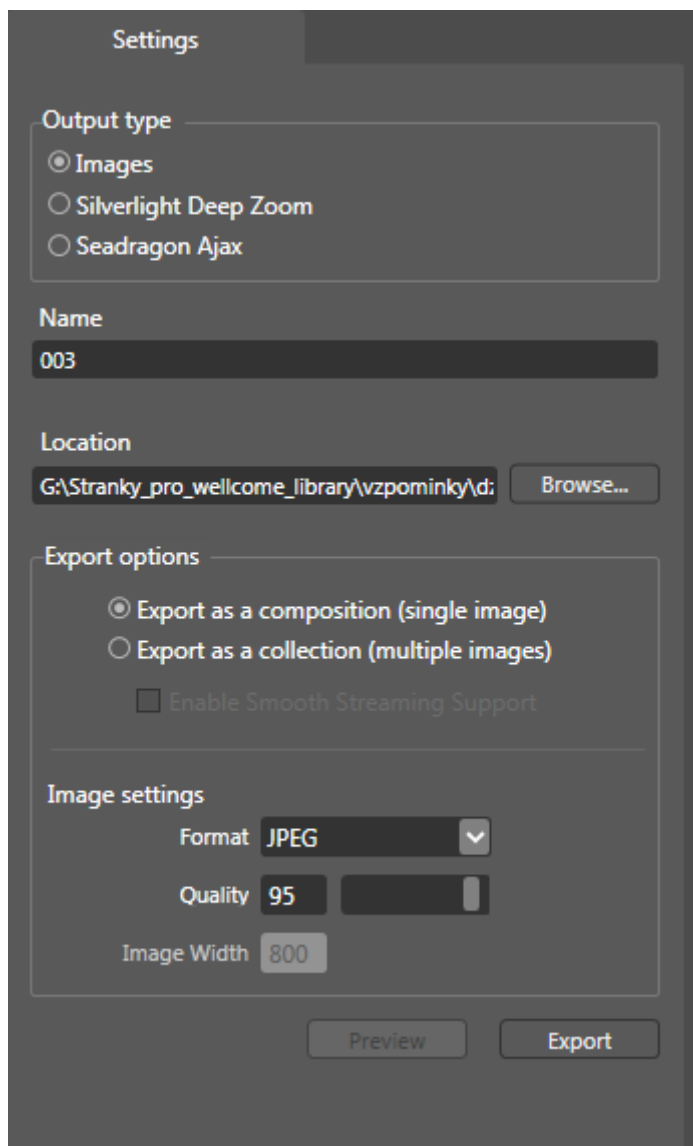 Settings
Output type
Images
Silverlight Deep Zoom
Seadragon Ajax
Name
003
Location
G:\Stranky_pro_wellcome_library\vzpominky\dz
Browse...
Export options
Export as a composition (single image)
Export as a collection (multiple images)
Enable Smooth Streaming Support
Image settings
Format JPEG
Quality 95
Image Width 800
Preview Export